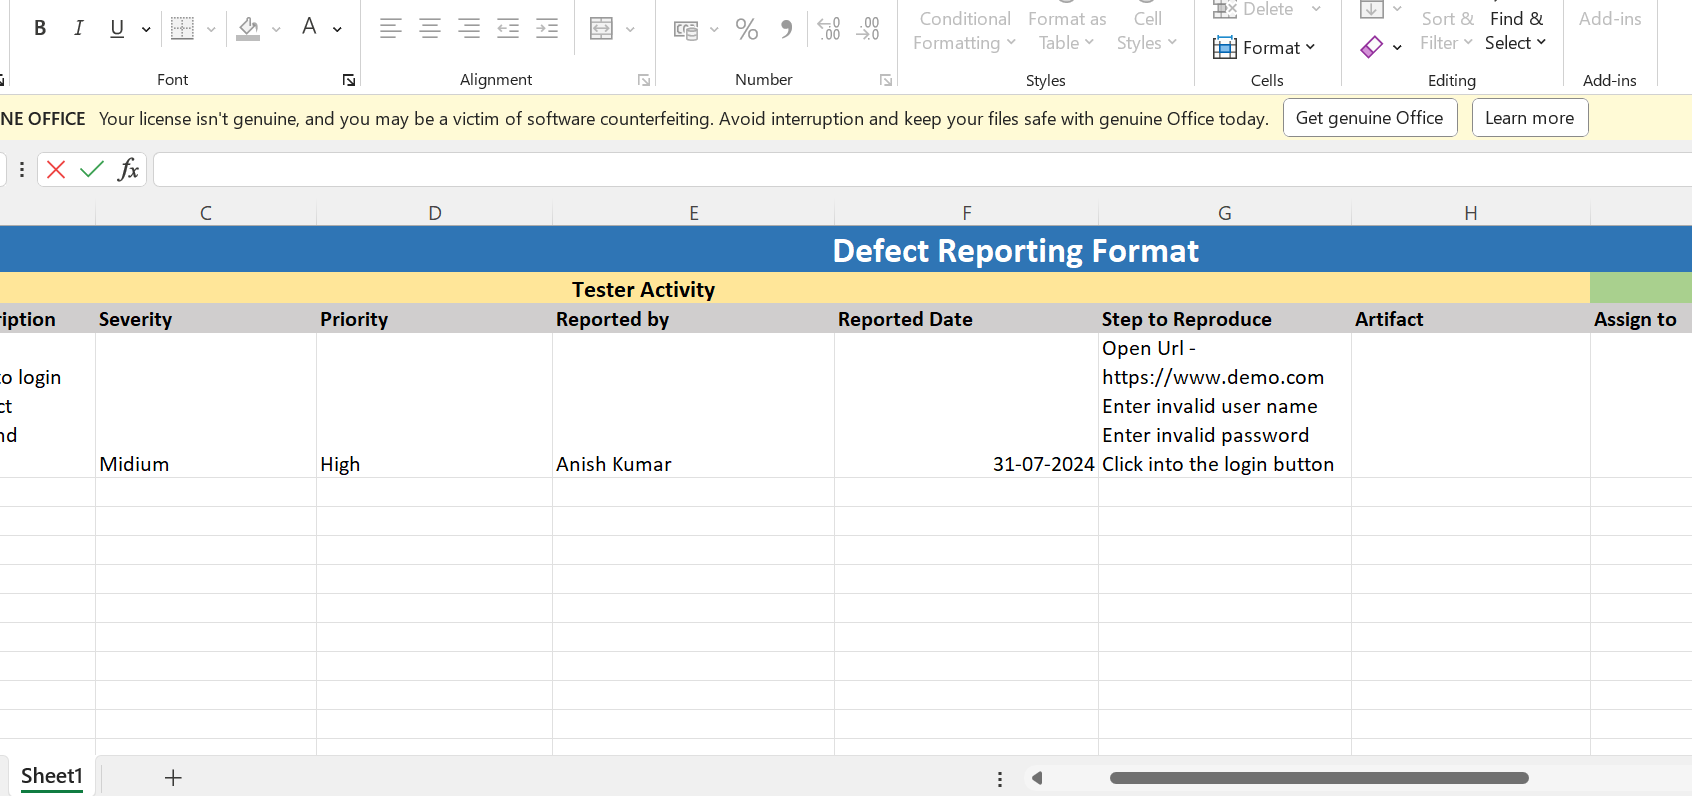 B I U A % 9 .00
Conditional Formatting Format as Table Cell Styles
Delete
Format
Sort & Filter Find & Select
Add-ins
Font Alignment Number Styles Cells Editing Add-ins
NE OFFICE Your license isn't genuine, and you may be a victim of software counterfeiting. Avoid interruption and keep your files safe with genuine Office today. Get genuine Office Learn more
fx
C D E F G H
Defect Reporting Format
Tester Activity
iption Severity Priority Reported by Reported Date Step to Reproduce Artifact Assign to
Open Url -
o login https://www.demo.com
ct Enter invalid user name
nd Enter invalid password
Midium High Anish Kumar 31-07-2024 Click into the login button
Sheet1